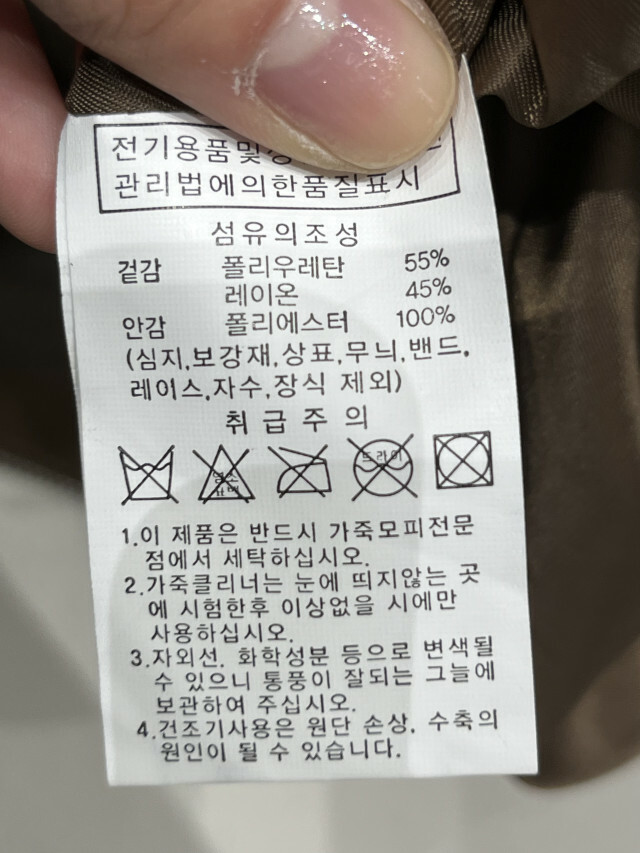 전기용품및
관리법에의한품질표시
섬유의조성
겉감 폴리우레탄 55%
레이온 45%
안감 폴리에스터 100%
(심지,보강재,상표,무늬,밴드,
레이스,자수,장식 제외)
취급주의
염소
표백
드라이
1.이 제품은 반드시 가죽모피전문
점에서 세탁하십시오.
2.가죽클리너는 눈에 띄지않는 곳
에 시험한후 이상없을 시에만
사용하십시오.
3.자외선, 화학성분 등으로 변색될
수 있으니 통풍이 잘되는 그늘에
보관하여 주십시오.
4.건조기사용은 원단 손상, 수축의
원인이 될 수 있습니다.